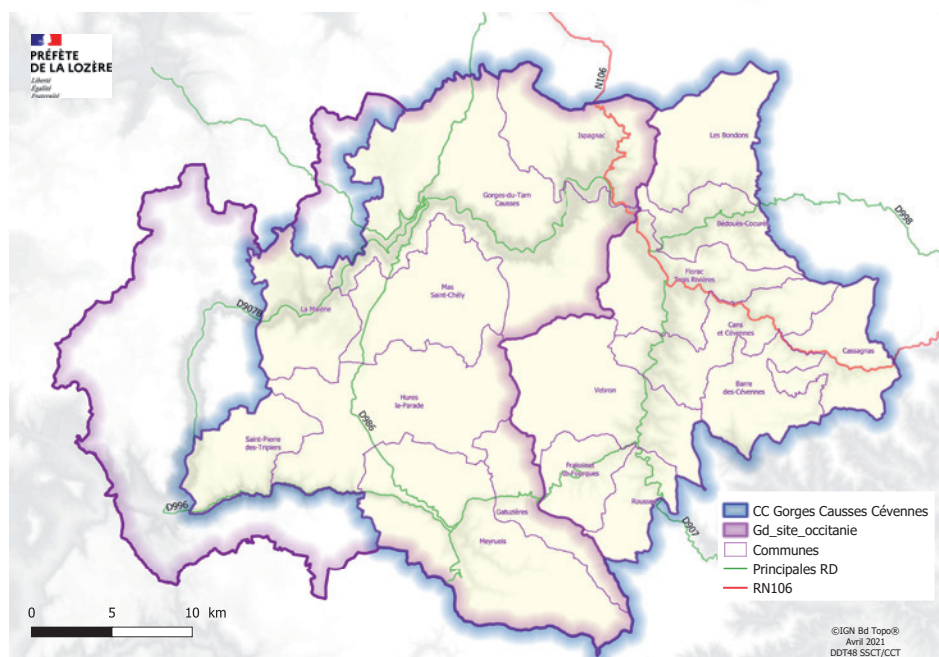 PRÉFÈTE
DE LA LOZÈRE
Liberté
Égalité
Fraternité
N106
Ispagnac
Les Bondons
Gorges-du-Tarn
Causses
Bédouès-Cocurès
D998
Florac
Trois Rivières
Mas
Saint-Chély
La Malène
D907B
Cans
et Cévennes
Cassagnas
Barre
des-Cévennes
Vebron
Hures
la-Parade
D986
Saint-Pierre
des-Tripiers
Fraissinet
de-Fourques
Rousses
D996
Gatuzières
Meyrueis
D907
CC Gorges Causses Cévennes
Gd_site_occitanie
Communes
Principales RD
RN106
0 5 10 km
©IGN Bd Topo®
Avril 2021
DDT48 SSCT/CCT